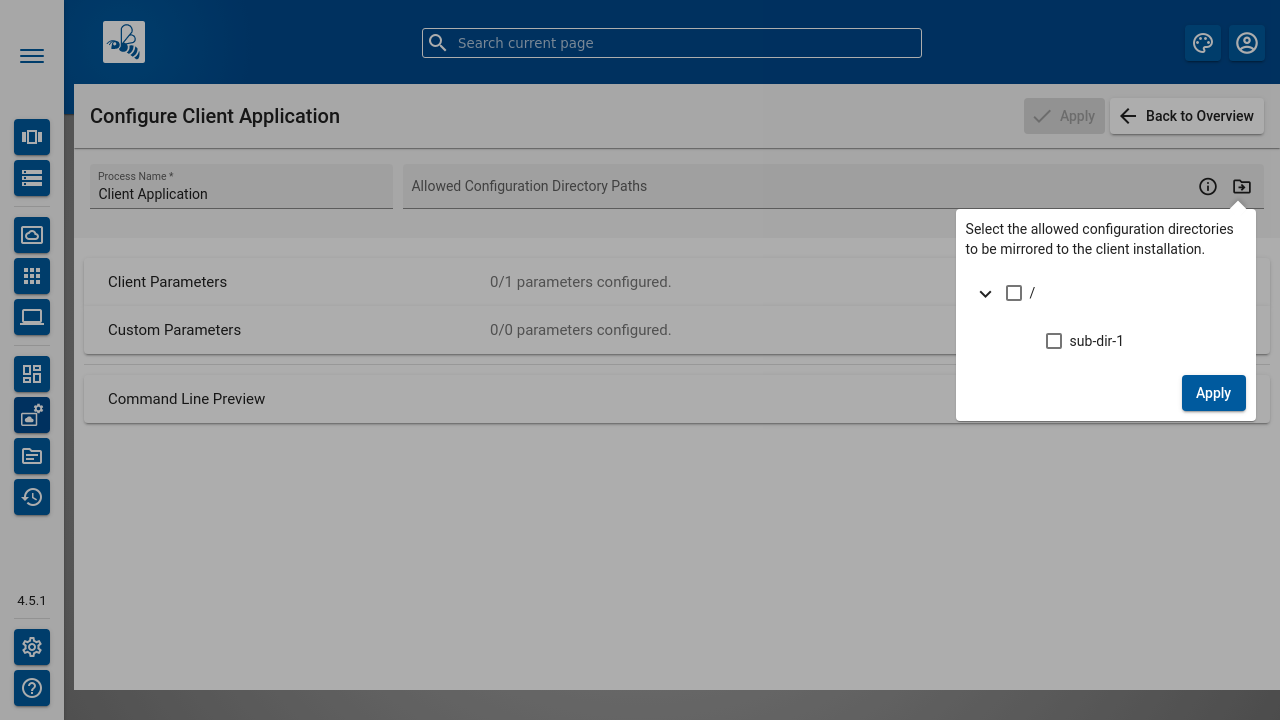 Search current page
Configure Client Application
Apply
Back to Overview
Process Name *
Client Application
Allowed Configuration Directory Paths
Select the allowed configuration directories
to be mirrored to the client installation.
/
sub-dir-1
Apply
Client Parameters
0/1 parameters configured.
Custom Parameters
0/0 parameters configured.
Command Line Preview
4.5.1